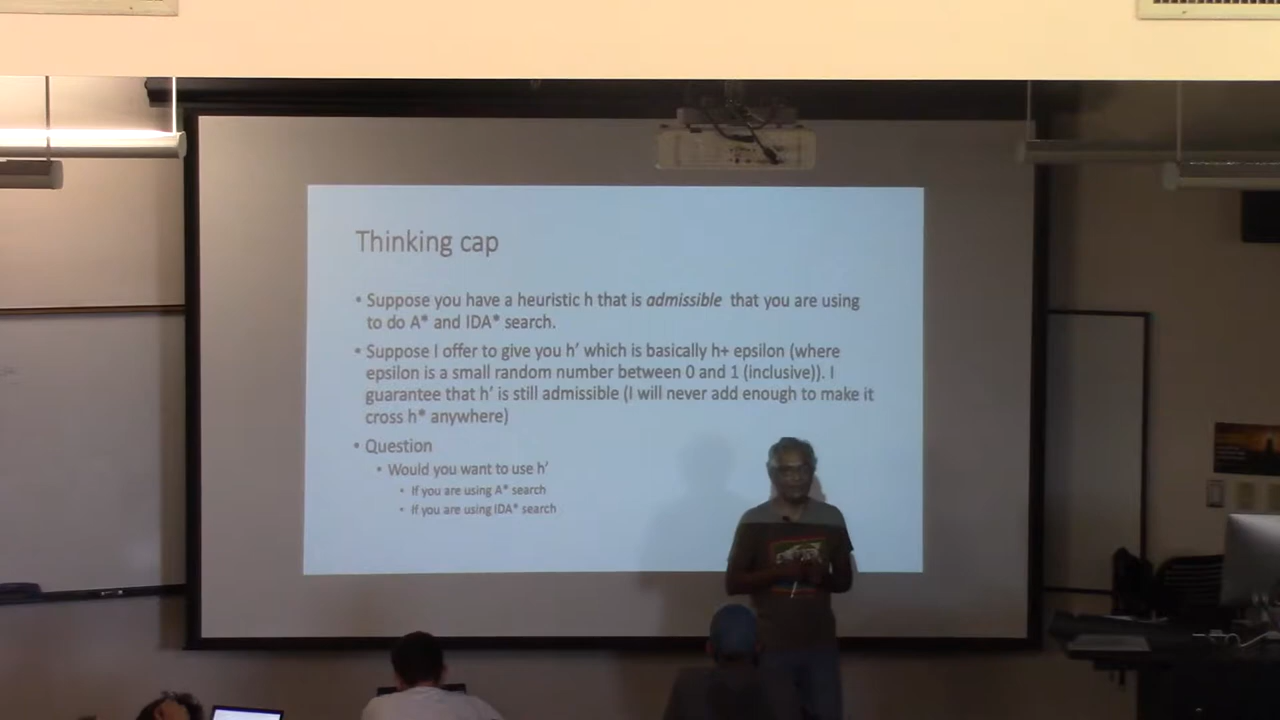 Thinking cap
• Suppose you have a heuristic h that is admissible that you are using
to do A* and IDA* search.
• Suppose I offer to give you h’ which is basically h+ epsilon (where
epsilon is a small random number between 0 and 1 (inclusive)). I
guarantee that h’ is still admissible (I will never add enough to make it
cross h* anywhere)
• Question
• Would you want to use h’
• If you are using A* search
• If you are using IDA* search